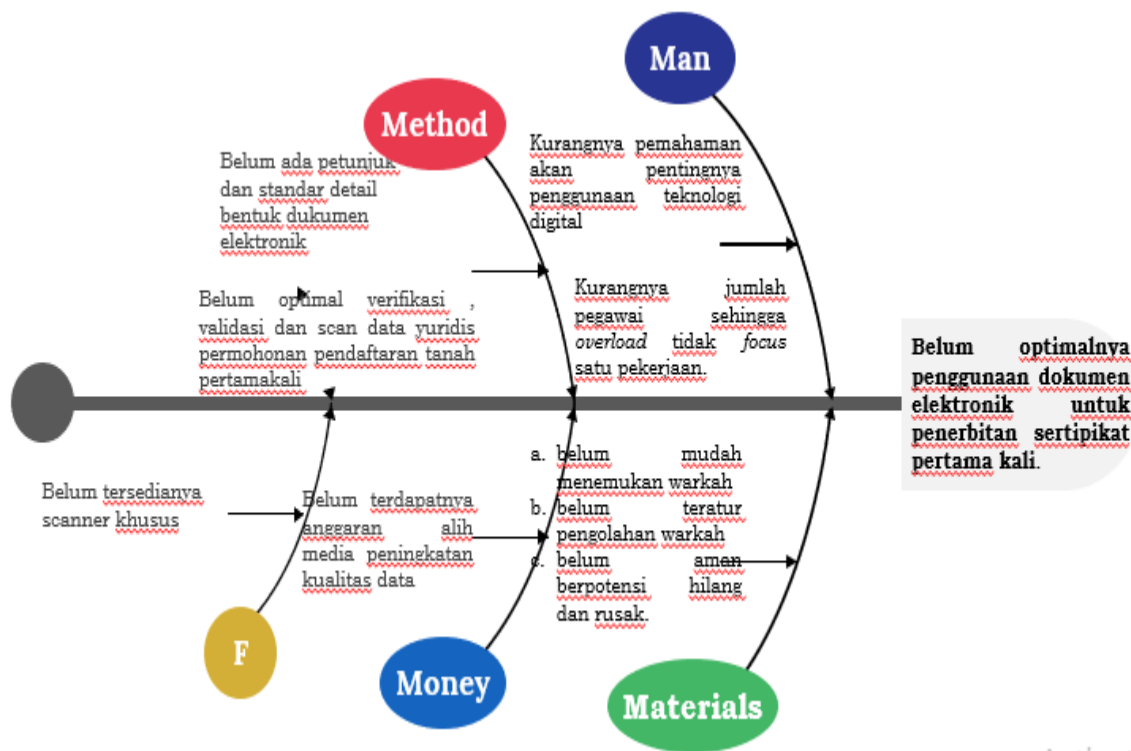 Man
Method
Kurangnya pemahaman
akan pentingnya
penggunaan teknologi
digital
Belum ada petunjuk
dan standar detail
bentuk dukumen
elektronik
Kurangnya jumlah
pegawai sehingga
overload tidak focus
satu pekerjaan.
Belum optimal verifikasi ,
validasi dan scan data yuridis
permohonan pendaftaran tanah
pertamakali
Belum optimalnya
penggunaan dokumen
elektronik untuk
penerbitan sertipikat
pertama kali.
Belum tersedianya
scanner khusus
Belum terdapatnya
anggaran alih
media peningkatan
kualitas data
a. belum mudah
menemukan warkah
b. belum teratur
pengolahan warkah
c. belum aman
berpotensi hilang
dan rusak.
F
Money
Materials